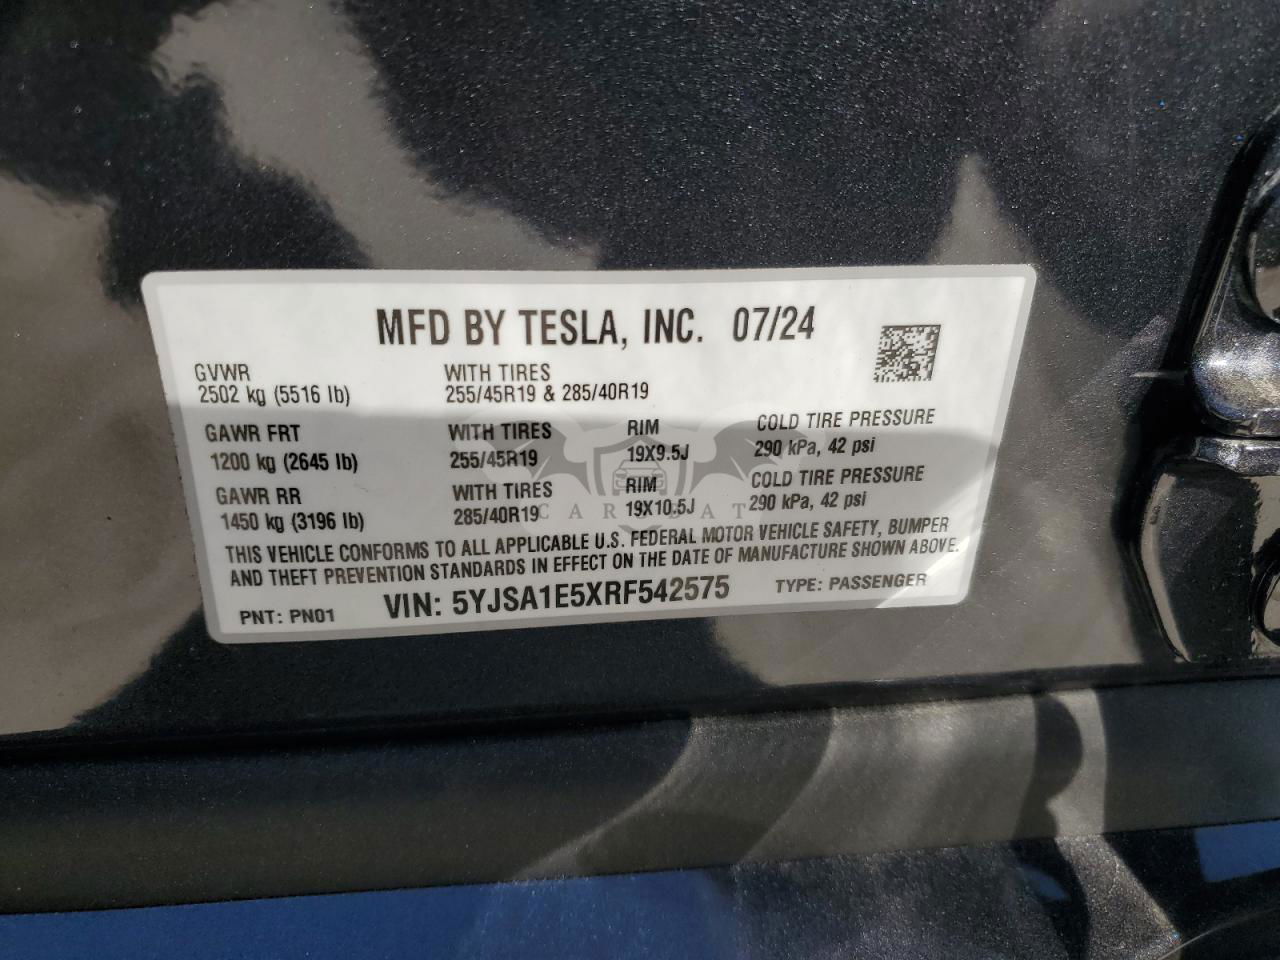 MFD BY TESLA, INC. 07/24
GVWR
2502 kg (5516 lb)
WITH TIRES
255/45R19 & 285/40R19
GAWR FRT
1200 kg (2645 lb)
WITH TIRES
255/45R19
RIM
19X9.5J
COLD TIRE PRESSURE
290 kPa, 42 psi
GAWR RR
1450 kg (3196 lb)
WITH TIRES
285/40R19
RIM
19X10.5J
COLD TIRE PRESSURE
290 kPa, 42 psi
CARSBAT
THIS VEHICLE CONFORMS TO ALL APPLICABLE U.S. FEDERAL MOTOR VEHICLE SAFETY, BUMPER
AND THEFT PREVENTION STANDARDS IN EFFECT ON THE DATE OF MANUFACTURE SHOWN ABOVE.
PNT: PN01
VIN: 5YJSA1E5XRF542575
TYPE: PASSENGER